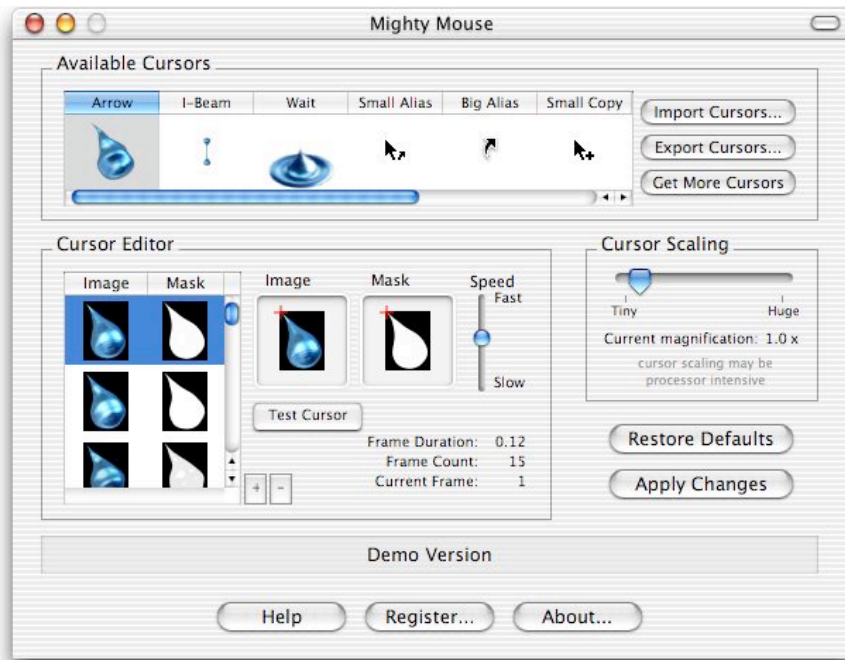 Mighty Mouse
Available Cursors
Arrow
I-Beam
Wait
Small Alias
Big Alias
Small Copy
Import Cursors...
Export Cursors...
Get More Cursors
Cursor Editor
Image
Mask
Image
Mask
Speed
Fast
Slow
Test Cursor
Frame Duration: 0.12
Frame Count: 15
Current Frame: 1
+
-
Cursor Scaling
Tiny
Huge
Current magnification: 1.0 x
cursor scaling may be
processor intensive
Restore Defaults
Apply Changes
Demo Version
Help
Register...
About...